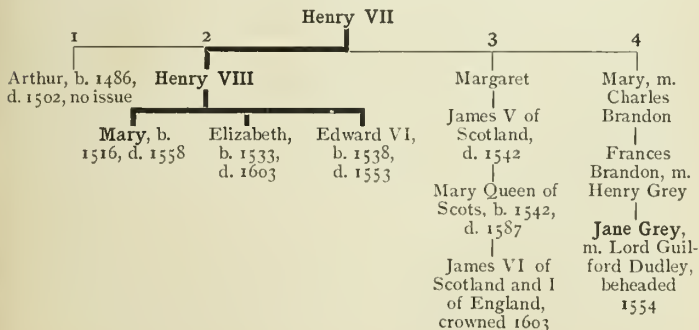 Henry VII
1
2
3
4
Arthur, b. 1486,
d. 1502, no issue
Henry VIII
Mary, b.
1516, d. 1558
Elizabeth,
b. 1533,
d. 1603
Edward VI,
b. 1538,
d. 1553
Margaret
James V of
Scotland,
d. 1542
Mary Queen of
Scots, b. 1542,
d. 1587
James VI of
Scotland and I
of England,
crowned 1603
Mary, m.
Charles
Brandon
Frances
Brandon, m.
Henry Grey
Jane Grey,
m. Lord Guil-
ford Dudley,
beheaded
1554